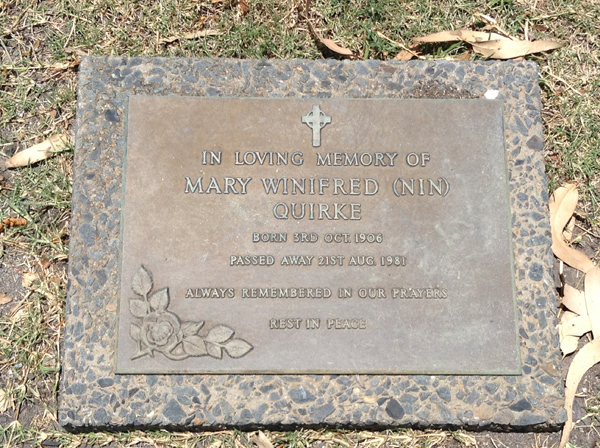 IN LOVING MEMORY OF
MARY WINIFRED (NIN)
QUIRKE
BORN 3RD OCT 1906
PASSED AWAY 21ST AUG. 1981
ALWAYS REMEMBERED IN OUR PRAYERS
REST IN PEACE